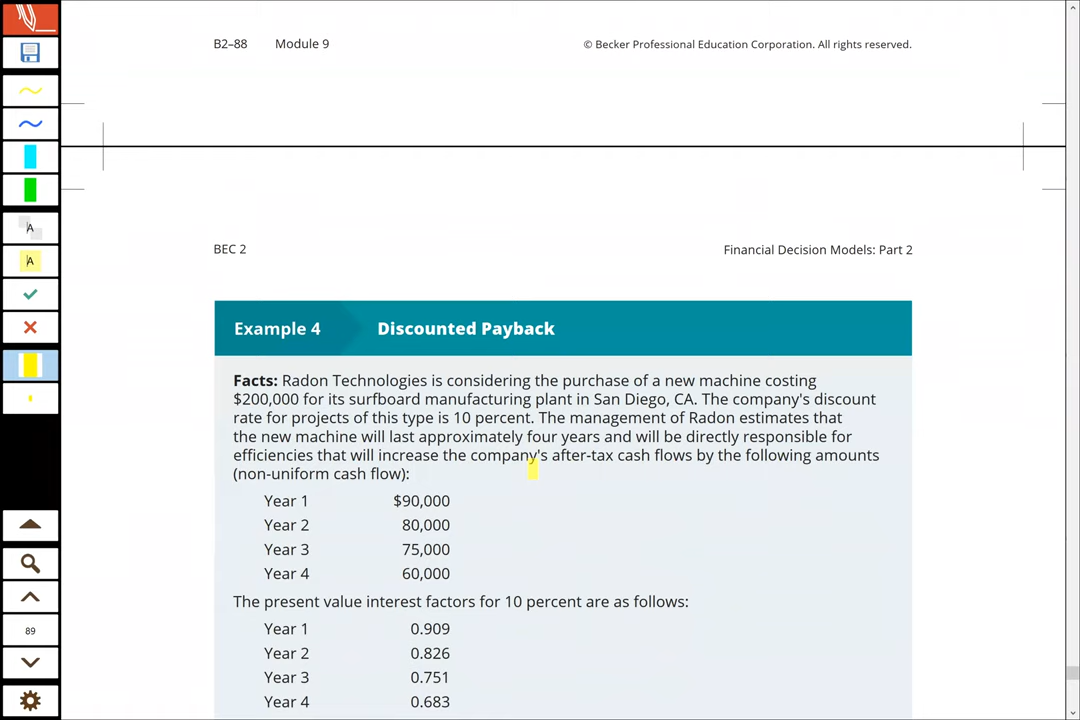 B2–88 Module 9 © Becker Professional Education Corporation. All rights reserved.
BEC 2 Financial Decision Models: Part 2
Example 4 Discounted Payback
Facts: Radon Technologies is considering the purchase of a new machine costing
$200,000 for its surfboard manufacturing plant in San Diego, CA. The company's discount
rate for projects of this type is 10 percent. The management of Radon estimates that
the new machine will last approximately four years and will be directly responsible for
efficiencies that will increase the company's after-tax cash flows by the following amounts
(non-uniform cash flow):
Year 1 $90,000
Year 2 80,000
Year 3 75,000
Year 4 60,000
The present value interest factors for 10 percent are as follows:
Year 1 0.909
Year 2 0.826
Year 3 0.751
Year 4 0.683
A
A
89